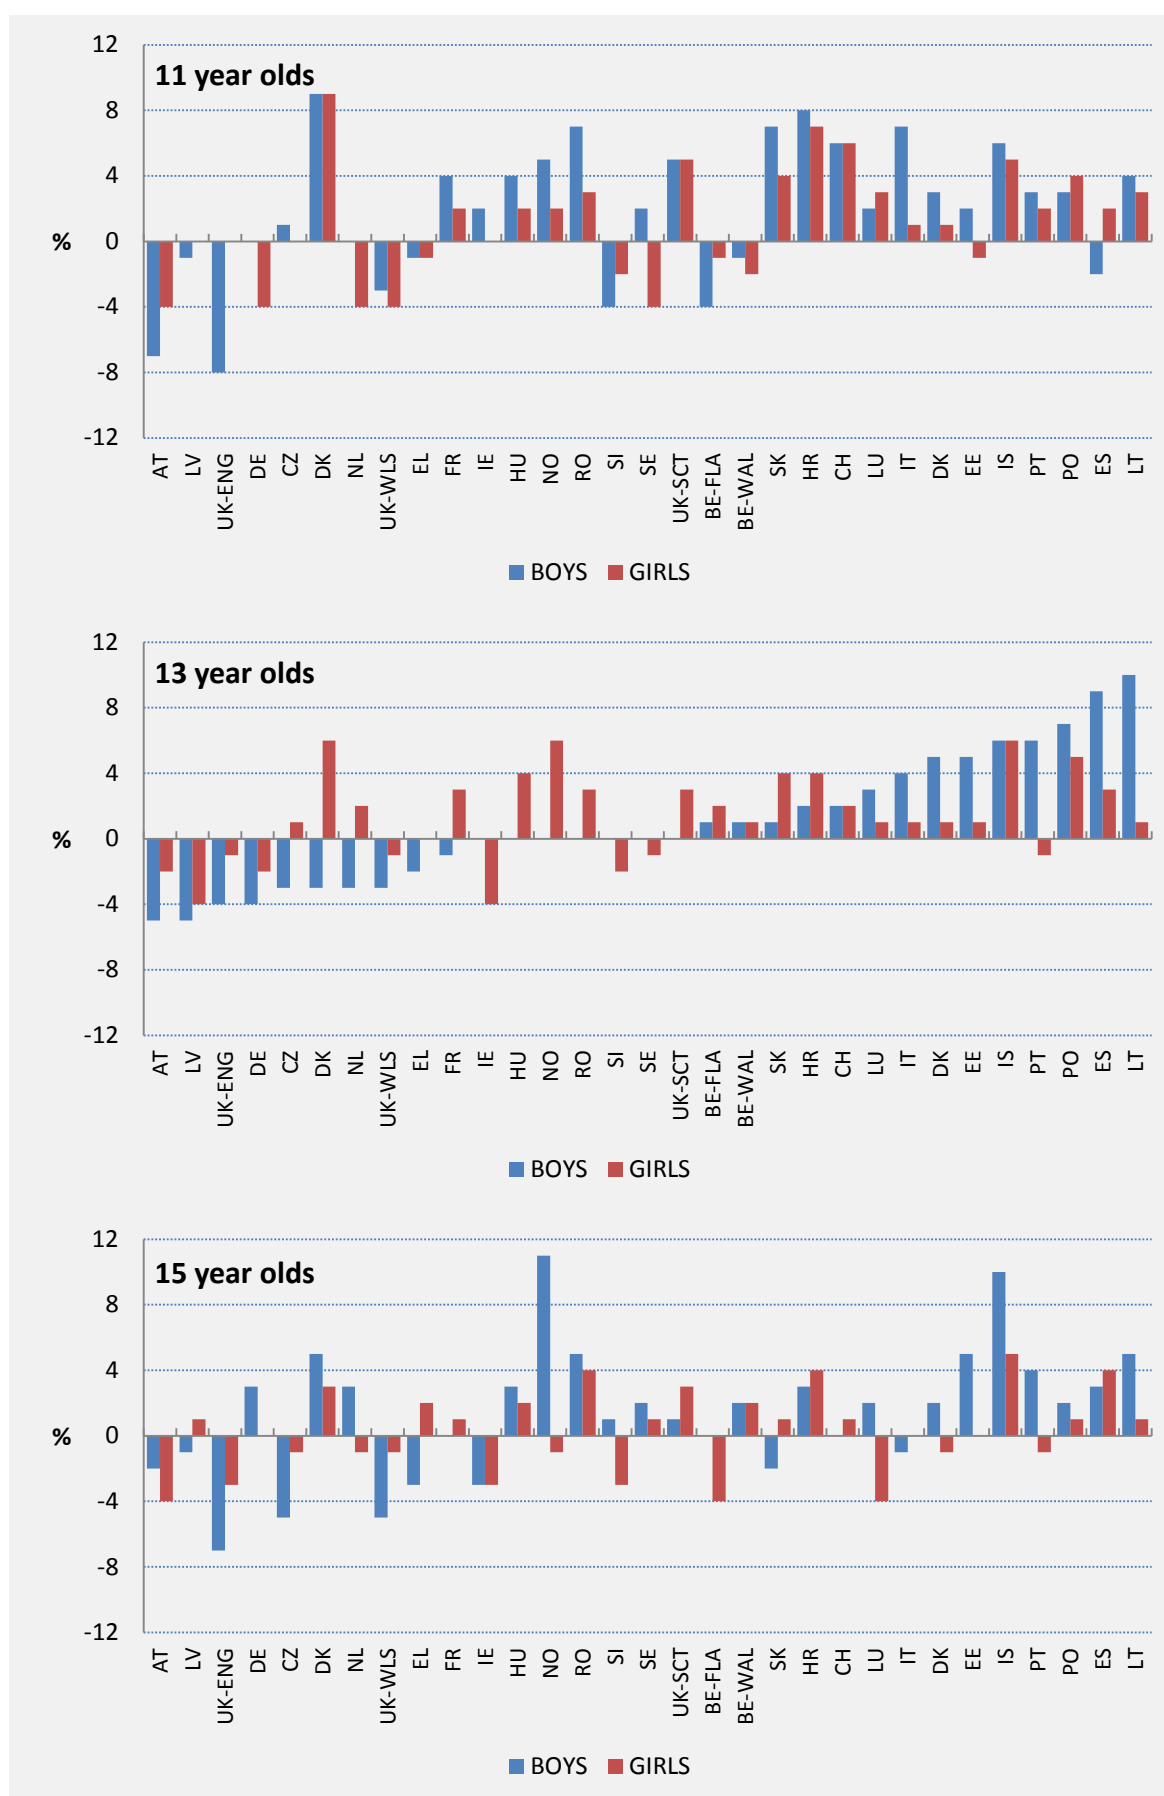 12
11 year olds
8
4
% 0
-4
-8
-12
AT LV UK-ENG DE CZ DK NL UK-WLS EL FR IE HU NO RO SI SE UK-SCT BE-FLA BE-WAL SK HR CH LU IT DK EE IS PT PO ES LT
BOYS GIRLS
12
13 year olds
8
4
% 0
-4
-8
-12
AT LV UK-ENG DE CZ DK NL UK-WLS EL FR IE HU NO RO SI SE UK-SCT BE-FLA BE-WAL SK HR CH LU IT DK EE IS PT PO ES LT
BOYS GIRLS
12
15 year olds
8
4
% 0
-4
-8
-12
AT LV UK-ENG DE CZ DK NL UK-WLS EL FR IE HU NO RO SI SE UK-SCT BE-FLA BE-WAL SK HR CH LU IT DK EE IS PT PO ES LT
BOYS GIRLS